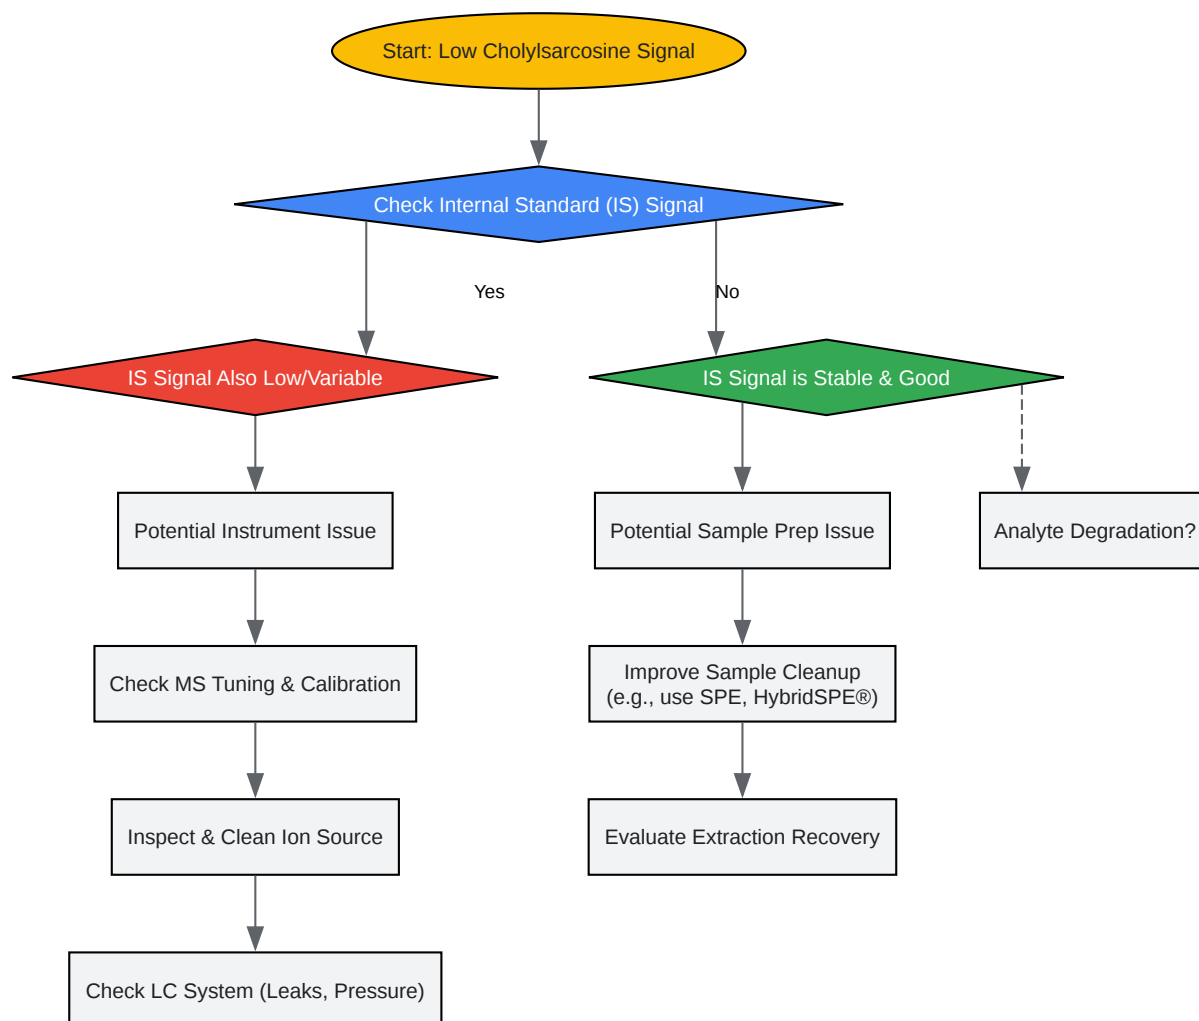 Start: Low Cholylsarcosine Signal
Check Internal Standard (IS) Signal
Yes
No
IS Signal Also Low/Variable
IS Signal is Stable & Good
Potential Instrument Issue
Potential Sample Prep Issue
Analyte Degradation?
Check MS Tuning & Calibration
Improve Sample Cleanup
(e.g., use SPE, HybridSPE®)
Inspect & Clean Ion Source
Evaluate Extraction Recovery
Check LC System (Leaks, Pressure)